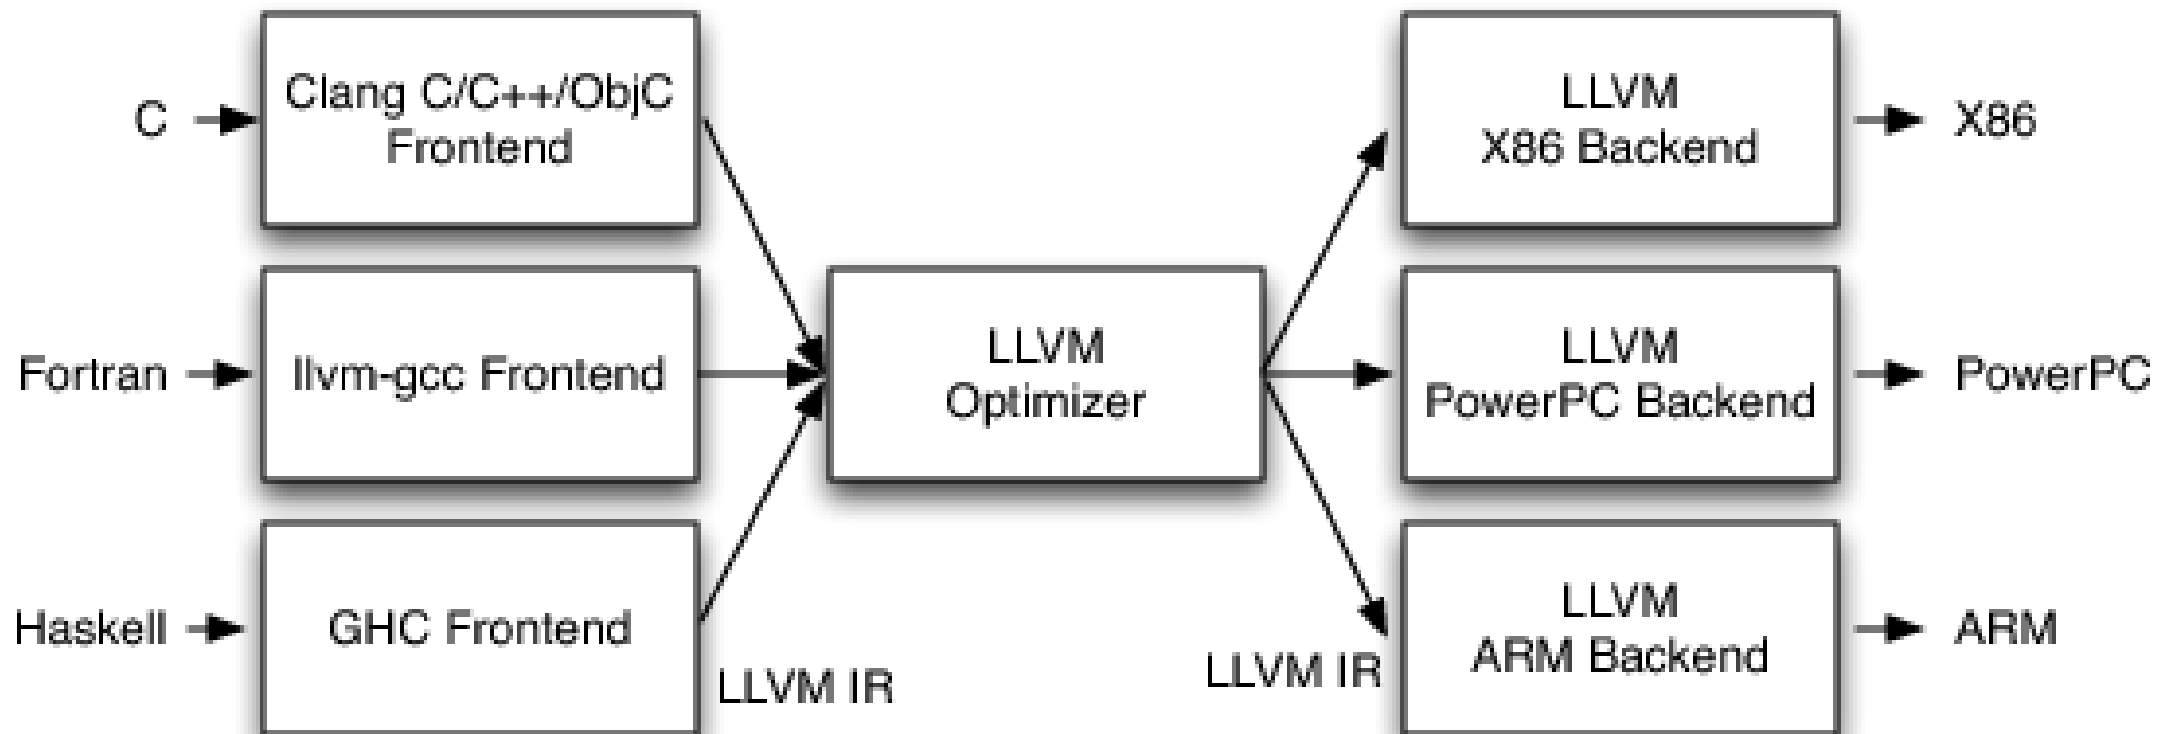 C
Clang C/C++/ObjC
Frontend
LLVM
X86 Backend
X86
Fortran
llvm-gcc Frontend
LLVM
Optimizer
LLVM
PowerPC Backend
PowerPC
Haskell
GHC Frontend
LLVM IR
LLVM IR
LLVM
ARM Backend
ARM